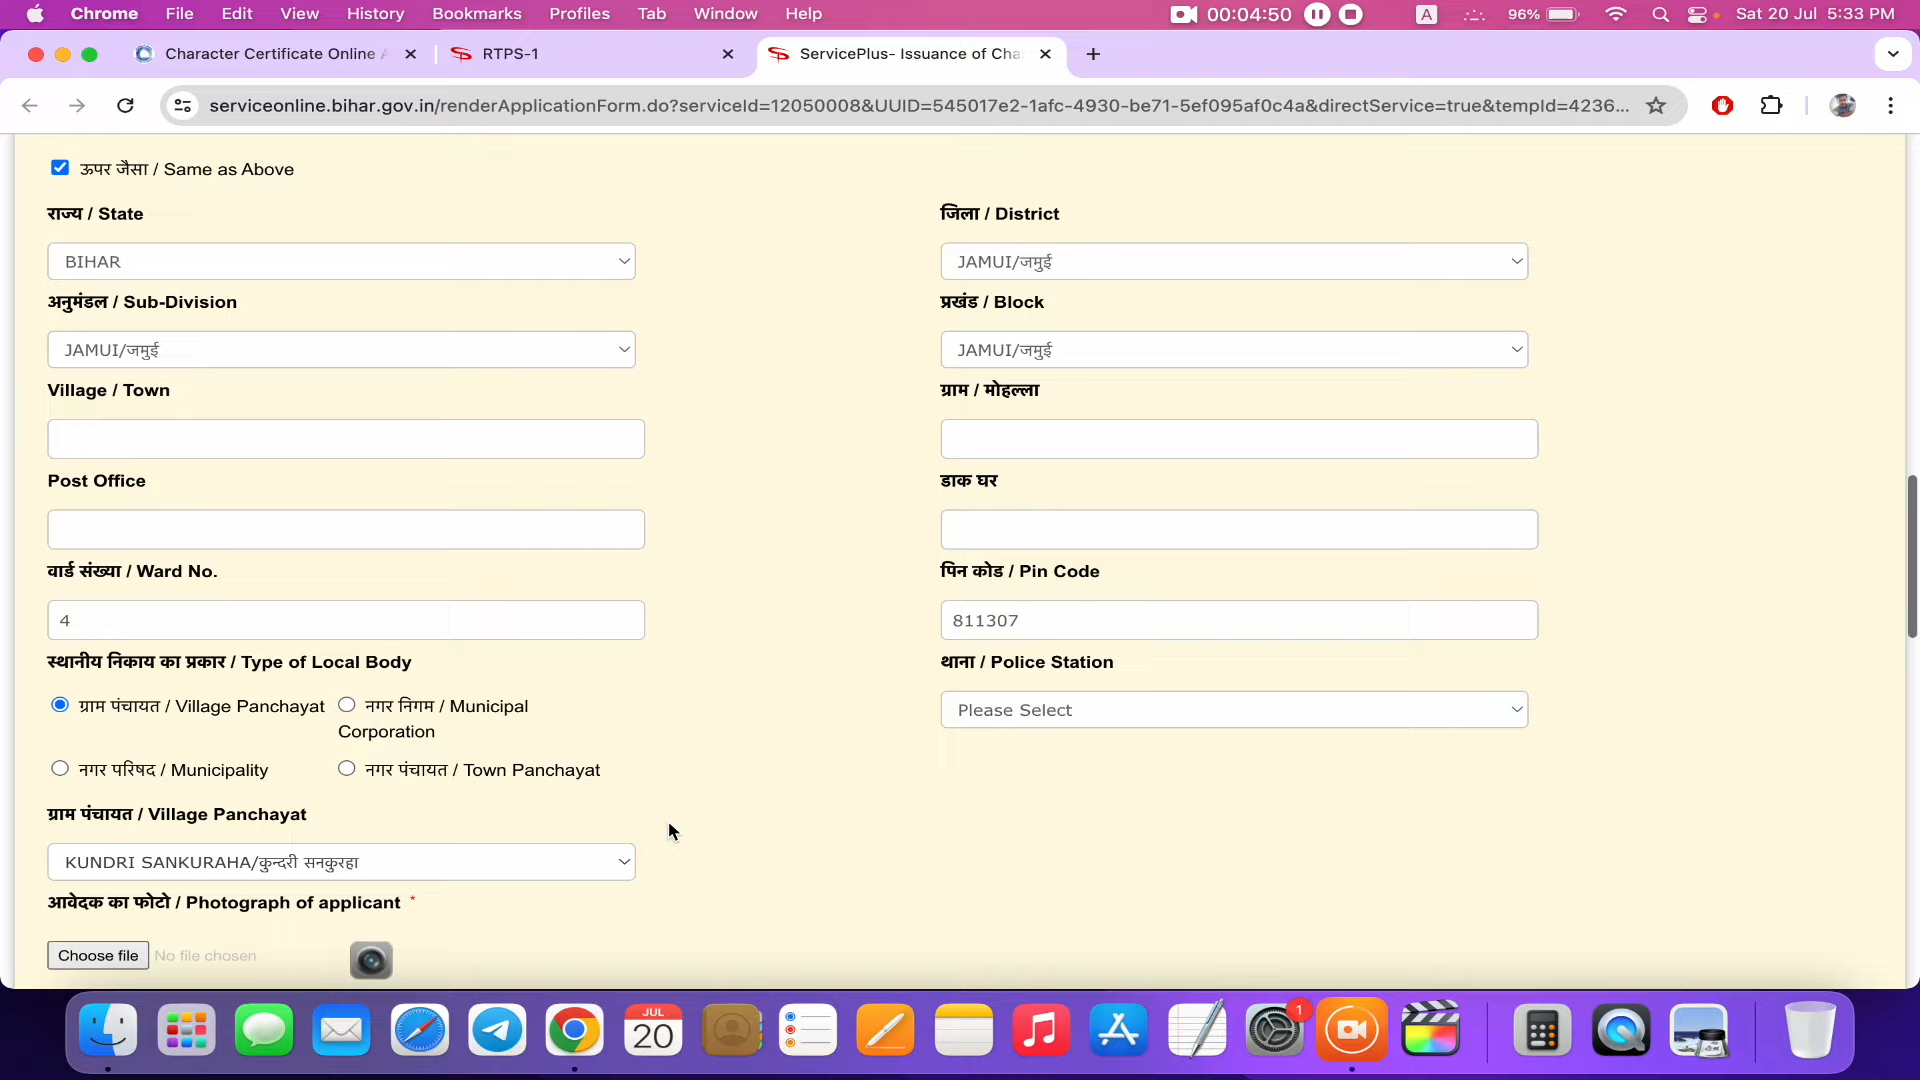 Chrome File Edit View History Bookmarks Profiles Tab Window Help 00:04:50 A 96% Sat 20 Jul 5:33 PM
Character Certificate Online RTPS-1 ServicePlus- Issuance of Cha
serviceonline.bihar.gov.in/renderApplicationForm.do?serviceId=12050008&UUID=545017e2-1afc-4930-be71-5ef095af0c4a&directService=true&tempId=4236...
ऊपर जैसा / Same as Above
राज्य / State जिला / District
BIHAR JAMUI/जमुई
अनुमंडल / Sub-Division प्रखंड / Block
JAMUI/जमुई JAMUI/जमुई
Village / Town ग्राम / मोहल्ला
Post Office डाक घर
वार्ड संख्या / Ward No. पिन कोड / Pin Code
4 811307
स्थानीय निकाय का प्रकार / Type of Local Body थाना / Police Station
ग्राम पंचायत / Village Panchayat नगर निगम / Municipal
Corporation
Please Select
नगर परिषद / Municipality नगर पंचायत / Town Panchayat
ग्राम पंचायत / Village Panchayat
KUNDRI SANKURAHA/कुन्दरी सनकुरहा
आवेदक का फोटो / Photograph of applicant *
Choose file No file chosen
JUL
20
1